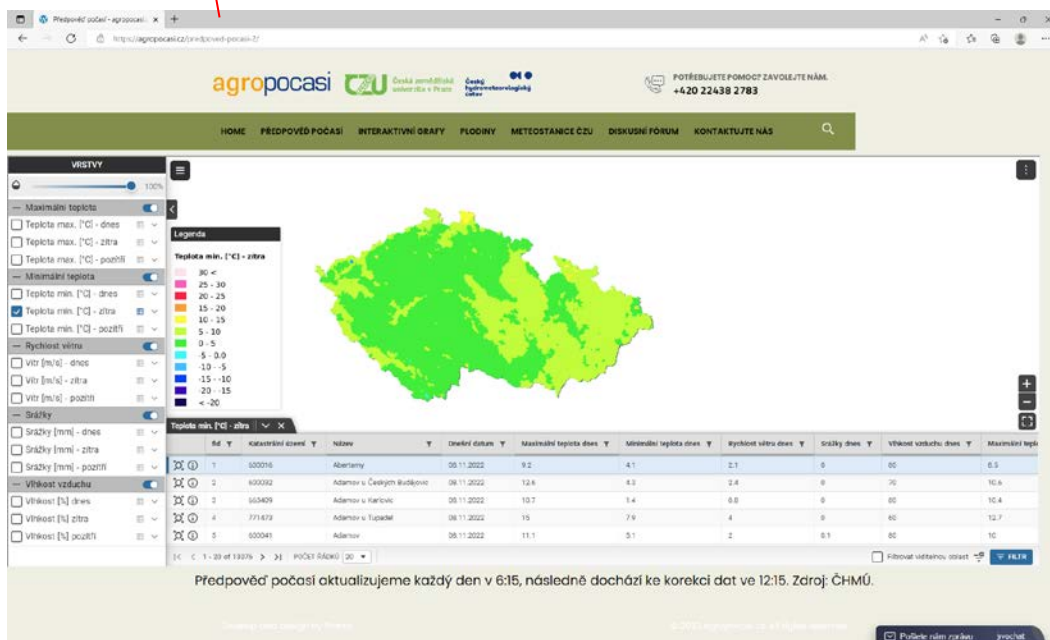 Předpověď počasí - agropocasi.
https://agropocasi.cz/predpoved-pocasi-2/
agropocasi
CZU Česká zemědělská univerzita v Praze
Český hydrometeorologický ústav
POTŘEBUJETE POMOC? ZAVOLEJTE NÁM.
+420 22438 2783
HOME PŘEDPOVĚĎ POČASÍ INTERAKTIVNÍ GRAFY PLODINY METEOSTANICE ČZU DISKUSNÍ FÓRUM KONTAKTUJTE NÁS
VRSTVY
100%
Maximální teplota
Teplota max. [°C] - dnes
Teplota max. [°C] - zítra
Teplota max. [°C] - pozítří
Minimální teplota
Teplota min. [°C] - dnes
Teplota min. [°C] - zítra
Teplota min. [°C] - pozítří
Rychlost větru
Vítr [m/s] - dnes
Vítr [m/s] - zítra
Vítr [m/s] - pozítří
Srážky
Srážky [mm] - dnes
Srážky [mm] - zítra
Srážky [mm] - pozítří
Vlhkost vzduchu
Vlhkost [%] dnes
Vlhkost [%] zítra
Vlhkost [%] pozítří
Legenda
Teplota min. [°C] - zítra
30 <
25 - 30
20 - 25
15 - 20
10 - 15
5 - 10
0 - 5
-5 - 0.0
-10 - -5
-15 - -10
-20 - -15
< -20
Teplota min. [°C] - zítra
fid Katastrální území Název Dnešní datum Maximální teplota dnes Minimální teplota dnes Rychlost větru dnes Srážky dnes Vlhkost vzduchu dnes Maximální
1 600016 Abertamy 08.11.2022 9.2 4.1 2.1 0 80 8.5
2 600032 Adamov u Českých Budějovic 08.11.2022 12.6 4.3 2.4 0 70 10.6
3 663409 Adamov u Karlovic 08.11.2022 10.7 1.4 0 80 10.4
4 771473 Adamov u Tupadel 08.11.2022 15 7.9 4 0 60 12.7
5 600041 Adamov 08.11.2022 11.1 5.1 2 0.1 80 10
1 - 20 of 13075 POČET ŘÁDKŮ 20 Filtrovat viditelnou oblast FILTR
Předpověď počasí aktualizujeme každý den v 6:15, následně dochází ke korekci dat ve 12:15. Zdroj: ČHMÚ.
Pošlete nám zprávu jivochat